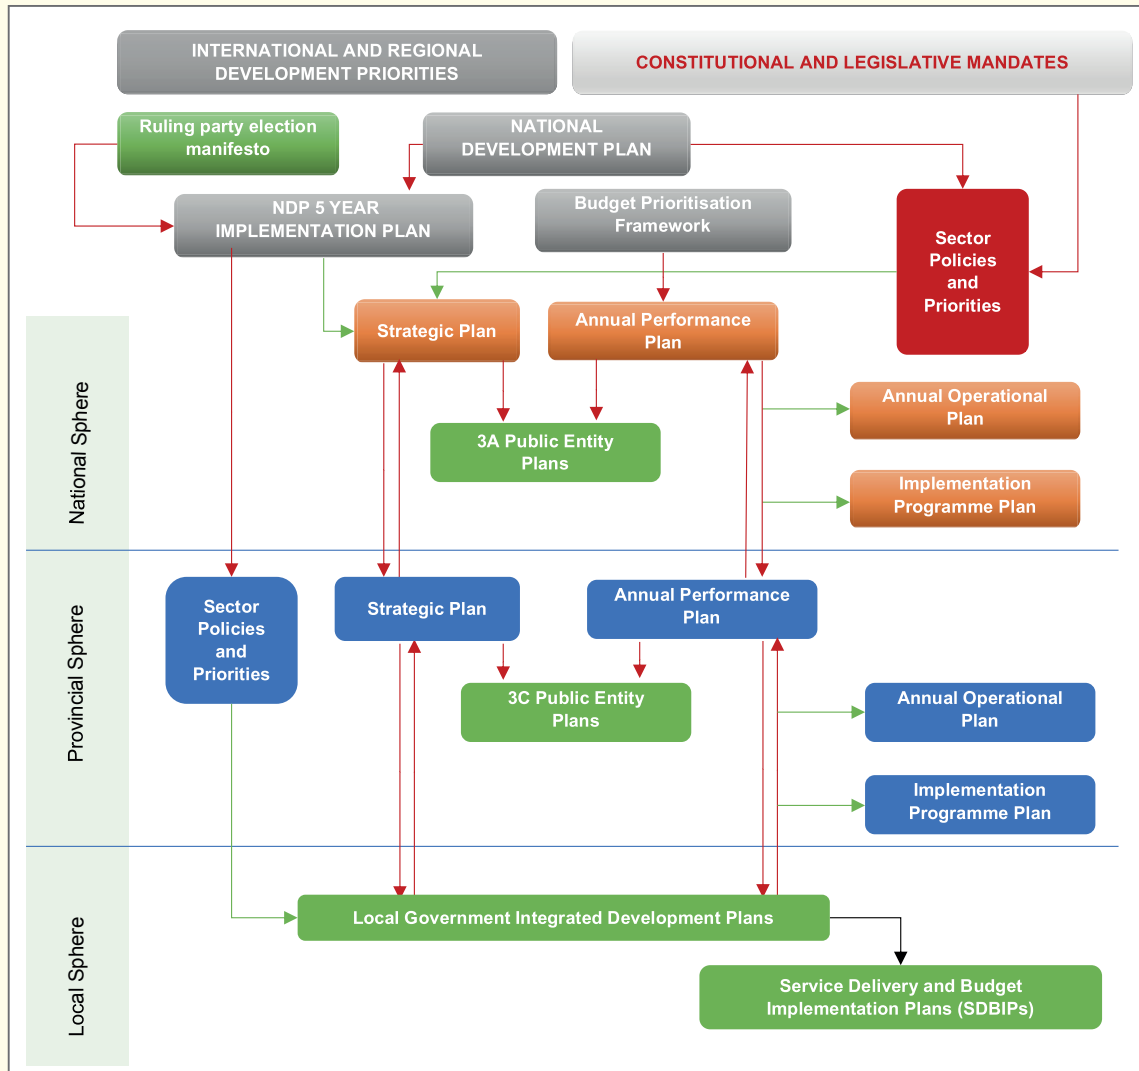 INTERNATIONAL AND REGIONAL
DEVELOPMENT PRIORITIES
CONSTITUTIONAL AND LEGISLATIVE MANDATES
Ruling party election
manifesto
NATIONAL
DEVELOPMENT PLAN
NDP 5 YEAR
IMPLEMENTATION PLAN
Budget Prioritisation
Framework
Sector
Policies
and
Priorities
National Sphere
Strategic Plan
Annual Performance
Plan
Annual Operational
Plan
3A Public Entity
Plans
Implementation
Programme Plan
Provincial Sphere
Sector
Policies
and
Priorities
Strategic Plan
Annual Performance
Plan
3C Public Entity
Plans
Annual Operational
Plan
Implementation
Programme Plan
Local Sphere
Local Government Integrated Development Plans
Service Delivery and Budget
Implementation Plans (SDBIPs)